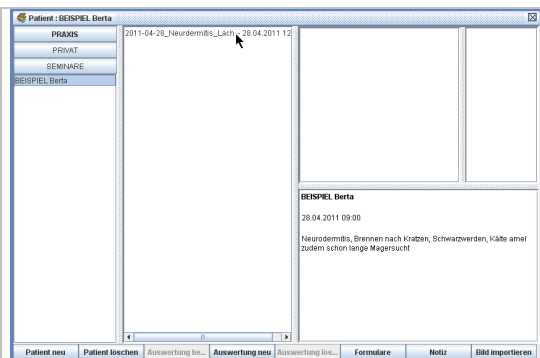 Patient : BEISPIEL Berta
PRAXIS
PRIVAT
SEMINARE
BEISPIEL Berta
2011-04-28_Neurdermitis_Lach - 28.04.2011 12
BEISPIEL Berta
28.04.2011 09:00
Neurodermitis, Brennen nach Kratzen, Schwarzwerden, Kälte amel
zudem schon lange Magersucht
Patient neu Patient löschen Auswertung be... Auswertung neu Auswertung lös... Formulare Notiz Bild importieren